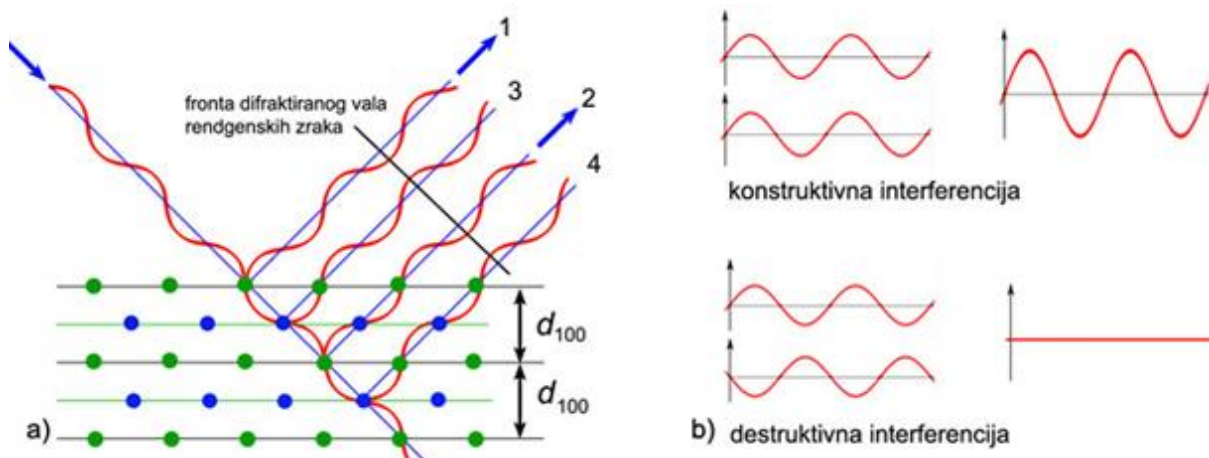 1
3
2
4
fronta difraktiranog vala
rendgenskih zraka
d100
d100
a)
konstruktivna interferencija
b)
destruktivna interferencija